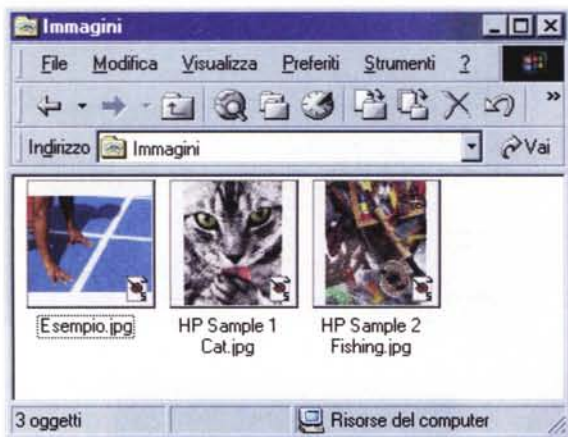 Immagini
File Modifica Visualizza Preferiti Strumenti ?
»
Indirizzo Immagini Vai
Esempio.jpg HP Sample 1 HP Sample 2
Cat.jpg Fishing.jpg
3 oggetti Risorse del computer